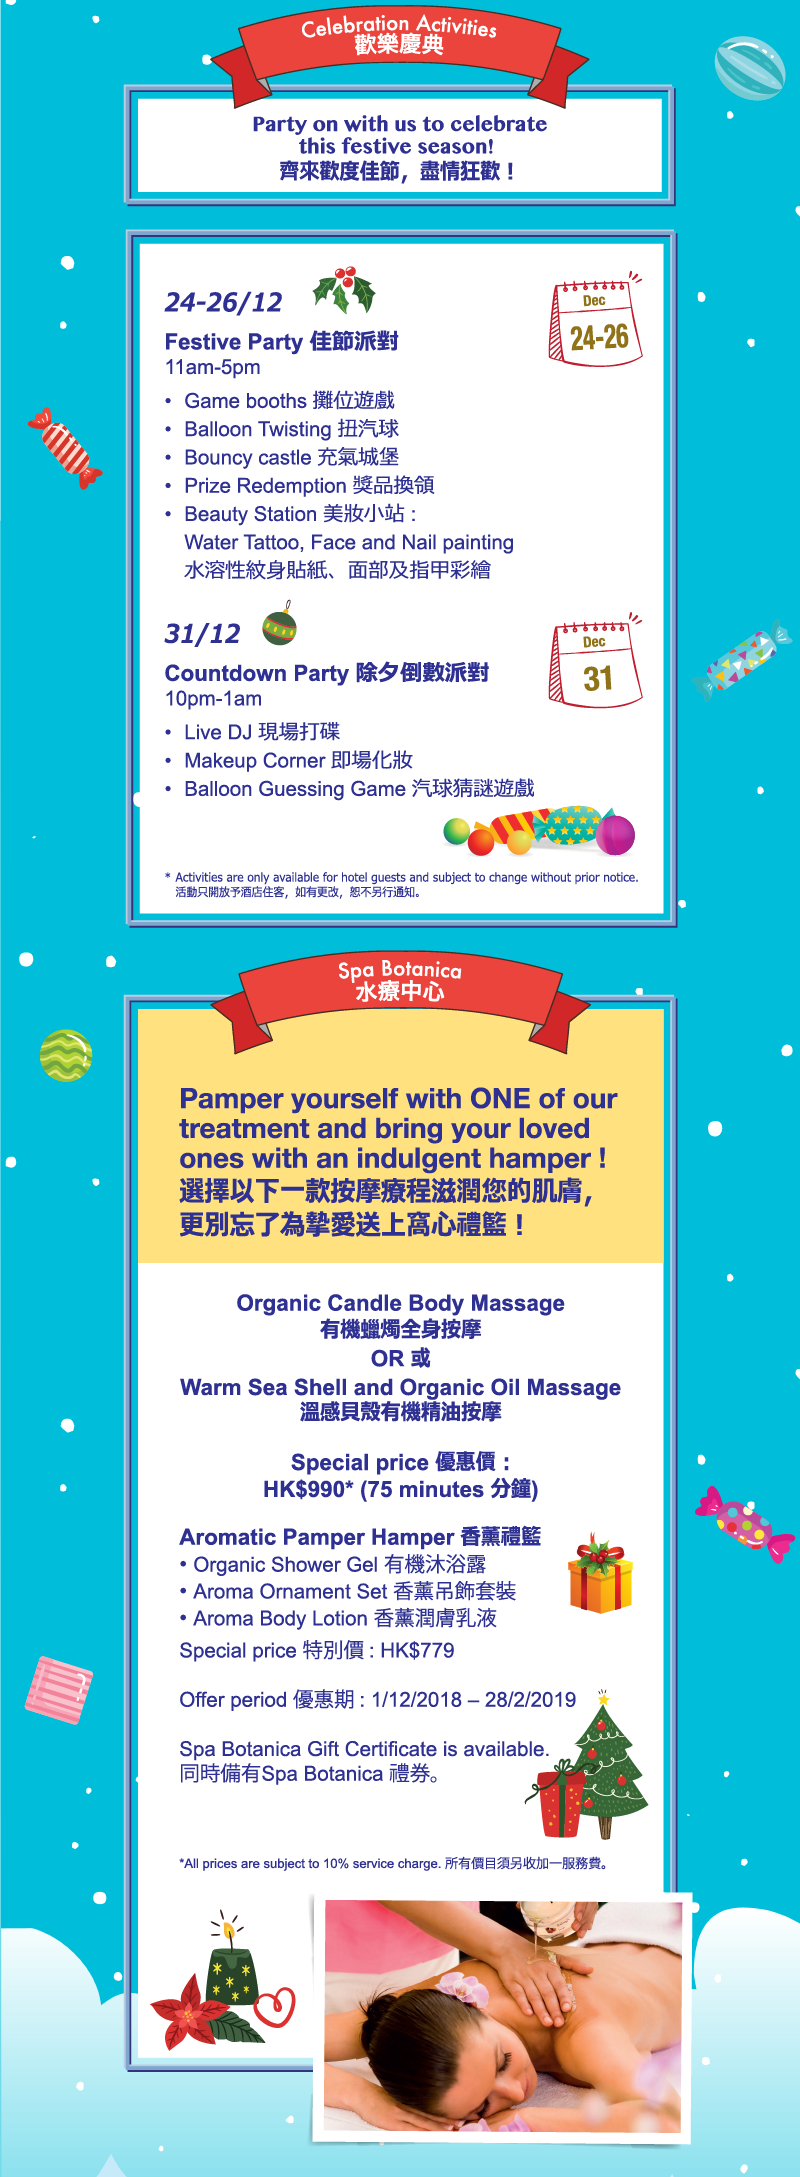 Celebration Activities
歡樂慶典
Party on with us to celebrate
this festive season!
齊來歡度佳節，盡情狂歡！
24-26/12
Dec
24-26
Festive Party 佳節派對
11am-5pm
• Game booths 攤位遊戲
• Balloon Twisting 扭汽球
• Bouncy castle 充氣城堡
• Prize Redemption 獎品換領
• Beauty Station 美妝小站 :
Water Tattoo, Face and Nail painting
水溶性紋身貼紙、面部及指甲彩繪
31/12
Dec
31
Countdown Party 除夕倒數派對
10pm-1am
• Live DJ 現場打碟
• Makeup Corner 即場化妝
• Balloon Guessing Game 汽球猜謎遊戲
* Activities are only available for hotel guests and subject to change without prior notice.
活動只開放予酒店住客，如有更改，恕不另行通知。
Spa Botanica
水療中心
Pamper yourself with ONE of our
treatment and bring your loved
ones with an indulgent hamper !
選擇以下一款按摩療程滋潤您的肌膚，
更別忘了為摯愛送上窩心禮籃！
Organic Candle Body Massage
有機蠟燭全身按摩
OR 或
Warm Sea Shell and Organic Oil Massage
溫感貝殼有機精油按摩
Special price 優惠價 :
HK$990* (75 minutes 分鐘)
Aromatic Pamper Hamper 香薰禮籃
• Organic Shower Gel 有機沐浴露
• Aroma Ornament Set 香薰吊飾套裝
• Aroma Body Lotion 香薰潤膚乳液
Special price 特別價 : HK$779
Offer period 優惠期 : 1/12/2018 – 28/2/2019
Spa Botanica Gift Certificate is available.
同時備有Spa Botanica 禮券。
*All prices are subject to 10% service charge. 所有價目須另收加一服務費。